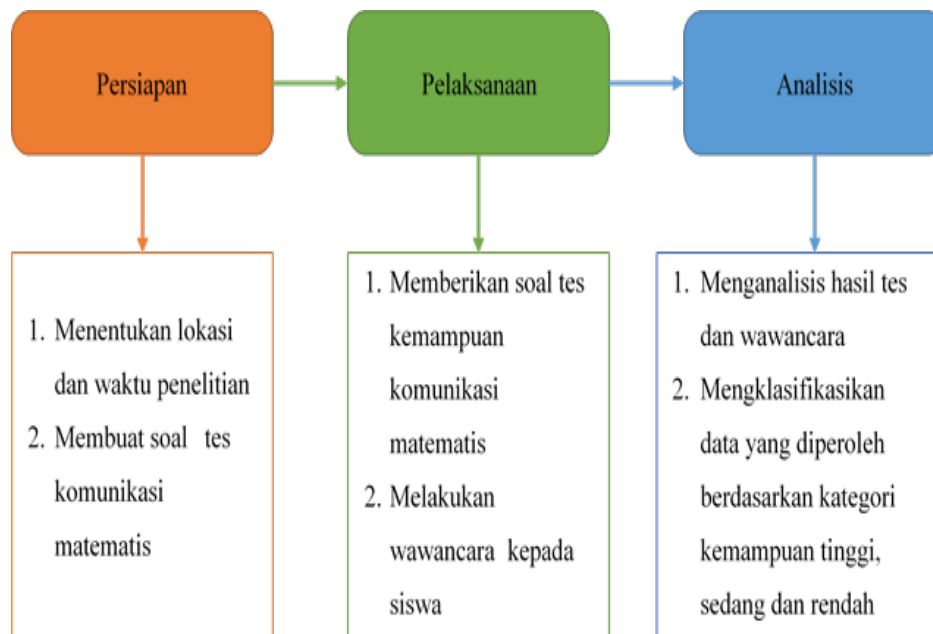 Persiapan
Pelaksanaan
Analisis
1. Menentukan lokasi
dan waktu penelitian
2. Membuat soal tes
komunikasi
matematis
1. Memberikan soal tes
kemampuan
komunikasi
matematis
2. Melakukan
wawancara kepada
siswa
1. Menganalisis hasil tes
dan wawancara
2. Mengklasifikasikan
data yang diperoleh
berdasarkan kategori
kemampuan tinggi,
sedang dan rendah